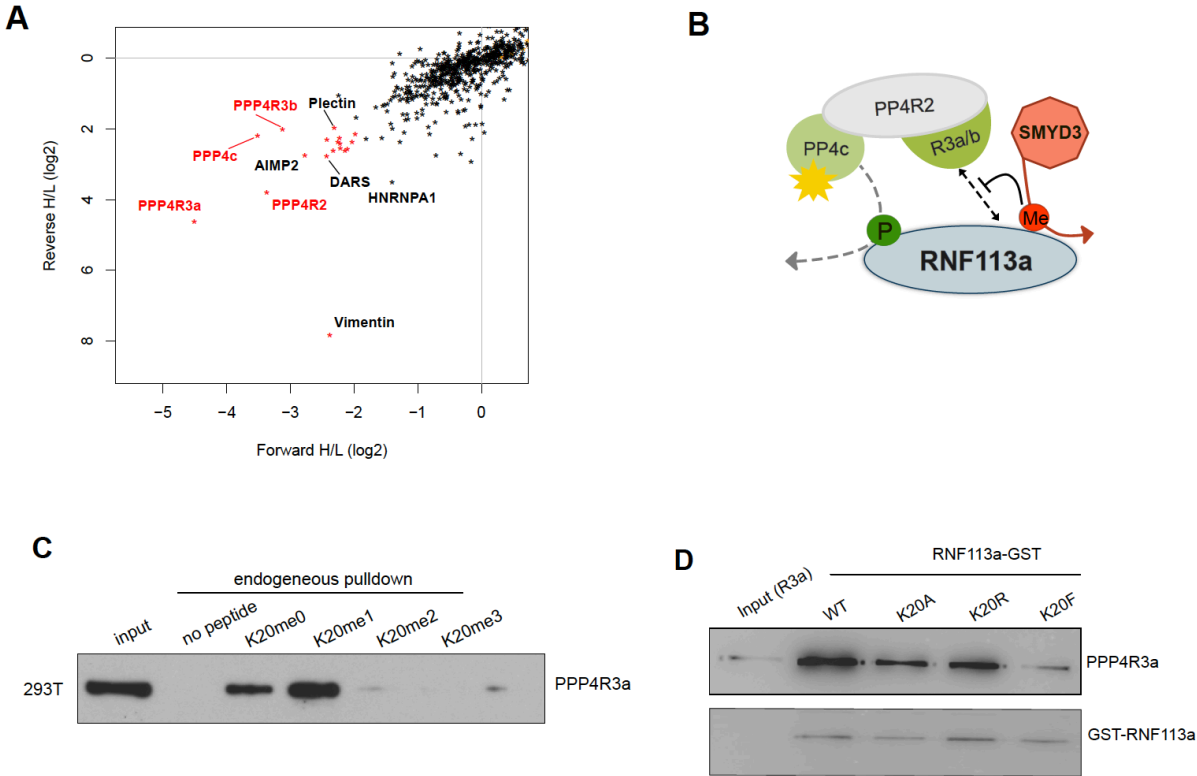 A
Reverse H/L (log2)
0
2
4
6
8
PPP4R3b
Plectin
PPP4c
AIMP2
DARS
HNRNPA1
PPP4R3a
PPP4R2
Vimentin
−5 −4 −3 −2 −1 0
Forward H/L (log2)
B
PP4R2
PP4c
R3a/b
SMYD3
Me
P
RNF113a
C
endogeneous pulldown
input no peptide K20me0 K20me1 K20me2 K20me3
293T
PPP4R3a
D
RNF113a-GST
Input (R3a) WT K20A K20R K20F
PPP4R3a
GST-RNF113a